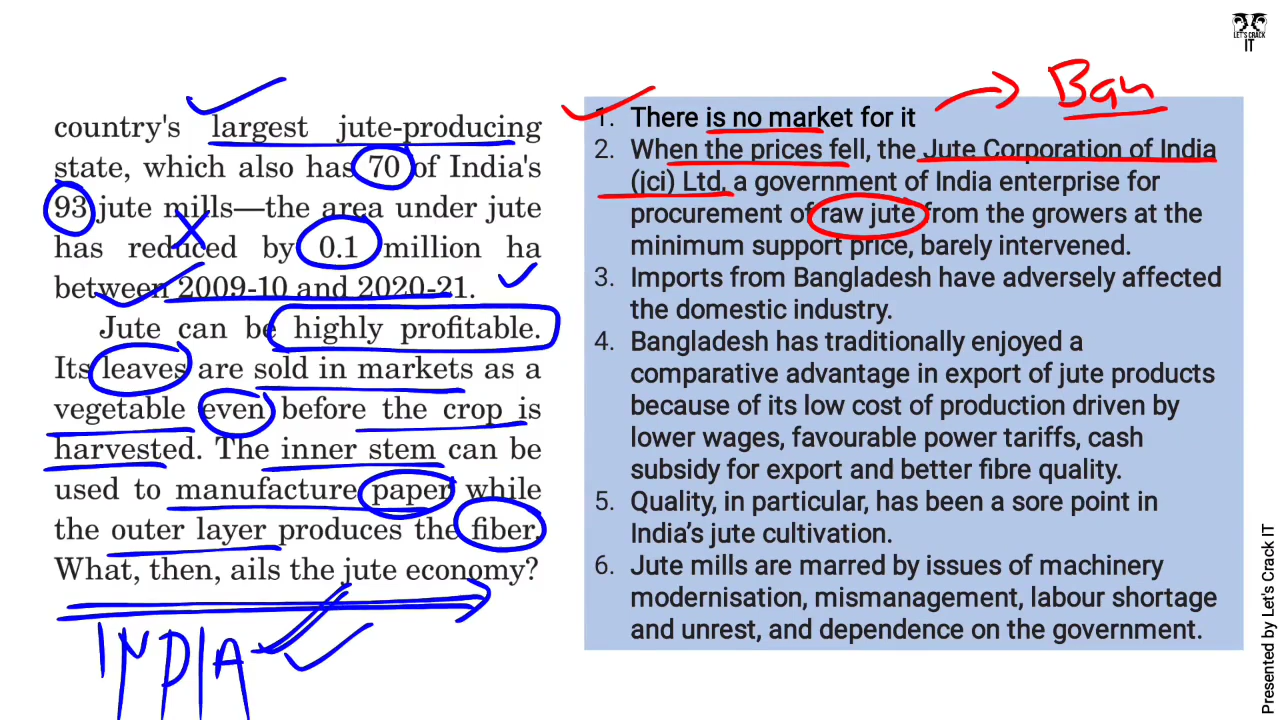 LET'S CRACK
IT
country's largest jute-producing
state, which also has 70 of India's
93 jute mills—the area under jute
has reduced by 0.1 million ha
between 2009-10 and 2020-21.
Jute can be highly profitable.
Its leaves are sold in markets as a
vegetable even before the crop is
harvested. The inner stem can be
used to manufacture paper while
the outer layer produces the fiber.
What, then, ails the jute economy?
INDIA
Ban
1. There is no market for it
2. When the prices fell, the Jute Corporation of India
(jci) Ltd, a government of India enterprise for
procurement of raw jute from the growers at the
minimum support price, barely intervened.
3. Imports from Bangladesh have adversely affected
the domestic industry.
4. Bangladesh has traditionally enjoyed a
comparative advantage in export of jute products
because of its low cost of production driven by
lower wages, favourable power tariffs, cash
subsidy for export and better fibre quality.
5. Quality, in particular, has been a sore point in
India's jute cultivation.
6. Jute mills are marred by issues of machinery
modernisation, mismanagement, labour shortage
and unrest, and dependence on the government.
Presented by Let's Crack IT